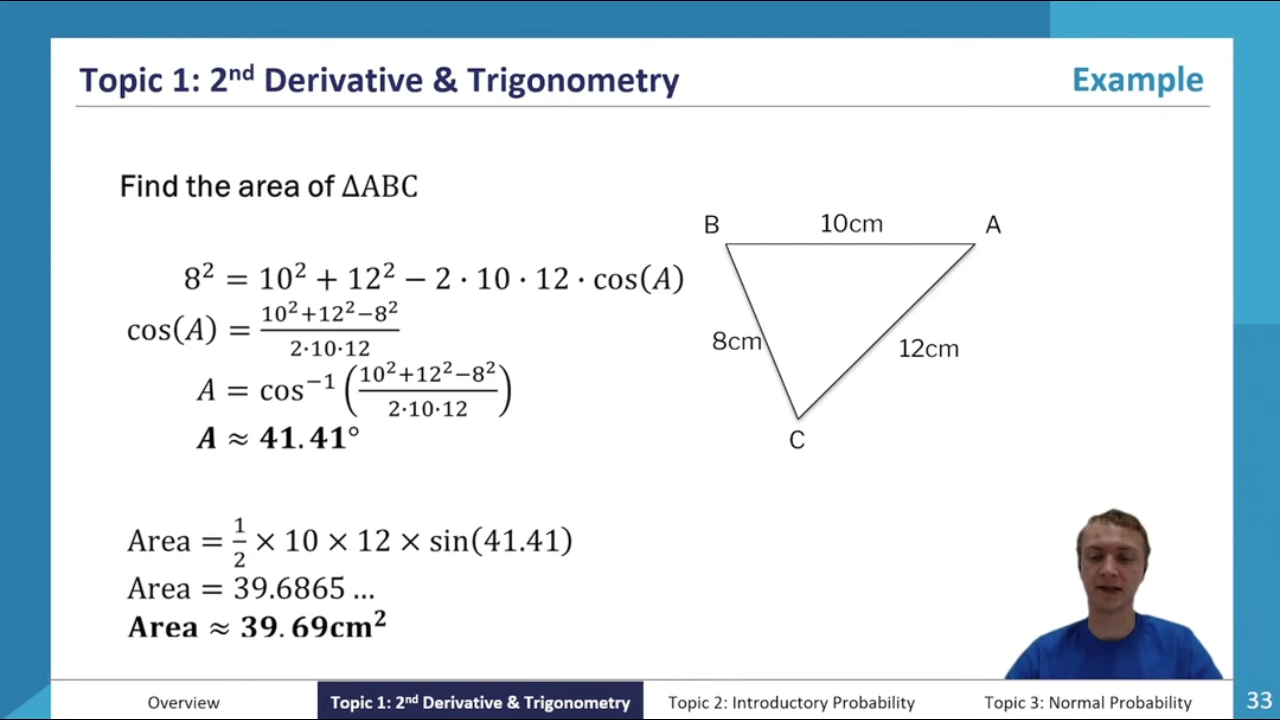 Topic 1: 2nd Derivative & Trigonometry
Example
Find the area of ΔABC
8² = 10² + 12² − 2 · 10 · 12 · cos(A)
cos(A) = (10²+12²−8²)/(2·10·12)
A = cos⁻¹((10²+12²−8²)/(2·10·12))
A ≈ 41.41°
Area = 1/2 × 10 × 12 × sin(41.41)
Area = 39.6865 …
Area ≈ 39.69cm²
B
10cm
A
8cm
12cm
C
Overview
Topic 1: 2nd Derivative & Trigonometry
Topic 2: Introductory Probability
Topic 3: Normal Probability
33